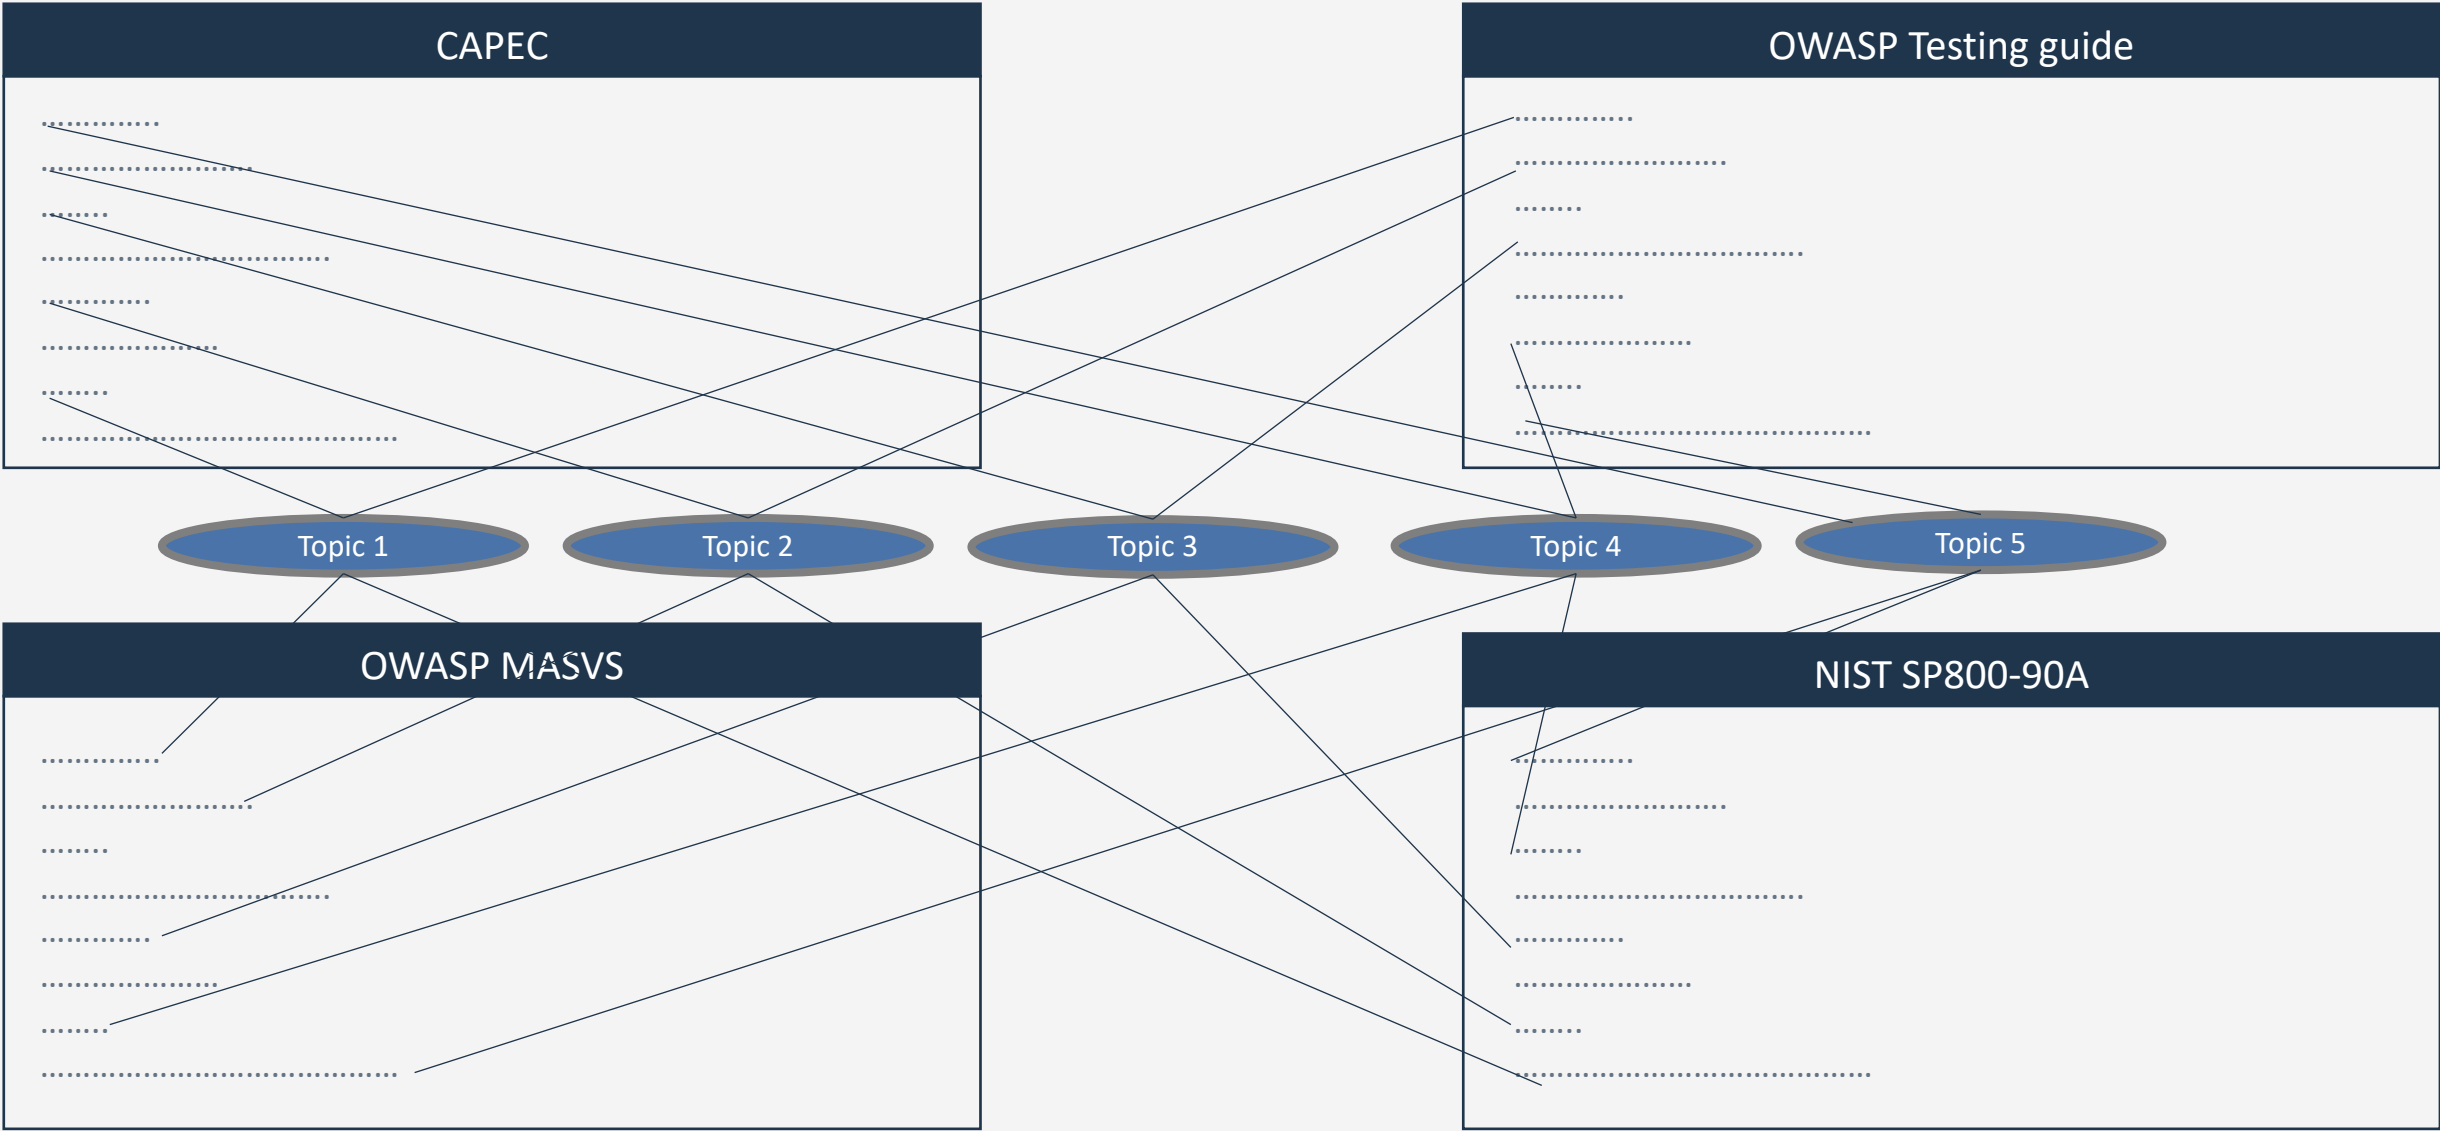 CAPEC
OWASP Testing guide
Topic 1
Topic 2
Topic 3
Topic 4
Topic 5
OWASP MASVS
NIST SP800-90A